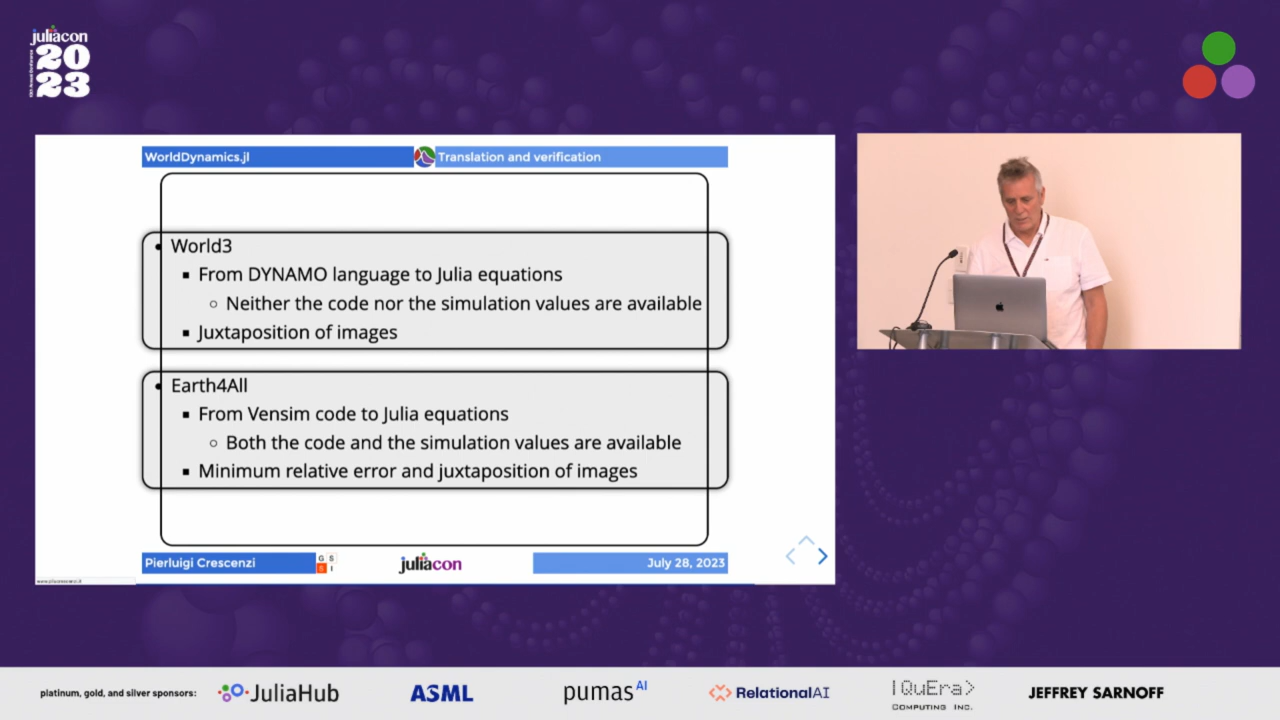 juliacon
20
23
WorldDynamics.jl
Translation and verification
• World3
▪ From DYNAMO language to Julia equations
○ Neither the code nor the simulation values are available
▪ Juxtaposition of images
• Earth4All
▪ From Vensim code to Julia equations
○ Both the code and the simulation values are available
▪ Minimum relative error and juxtaposition of images
Pierluigi Crescenzi
G S
S I
juliacon
July 28, 2023
platinum, gold, and silver sponsors:
JuliaHub
ASML
pumas AI
RelationalAI
|QuEra>
COMPUTING INC.
JEFFREY SARNOFF